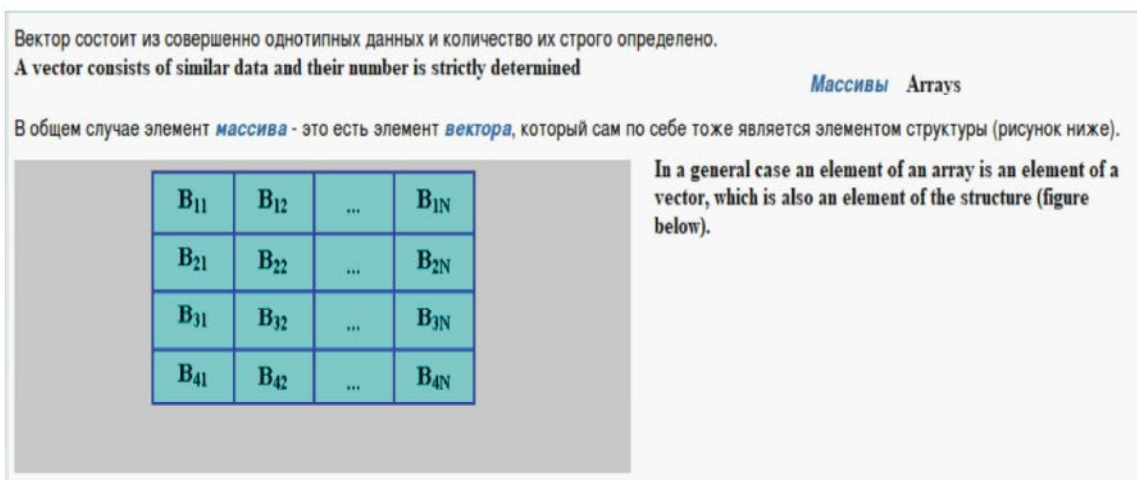 Вектор состоит из совершенно однотипных данных и количество их строго определено.
A vector consists of similar data and their number is strictly determined
Массивы Arrays
В общем случае элемент массива - это есть элемент вектора, который сам по себе тоже является элементом структуры (рисунок ниже).
B11 B12 ... B1N
B21 B22 ... B2N
B31 B32 ... B3N
B41 B42 ... B4N
In a general case an element of an array is an element of a
vector, which is also an element of the structure (figure
below).